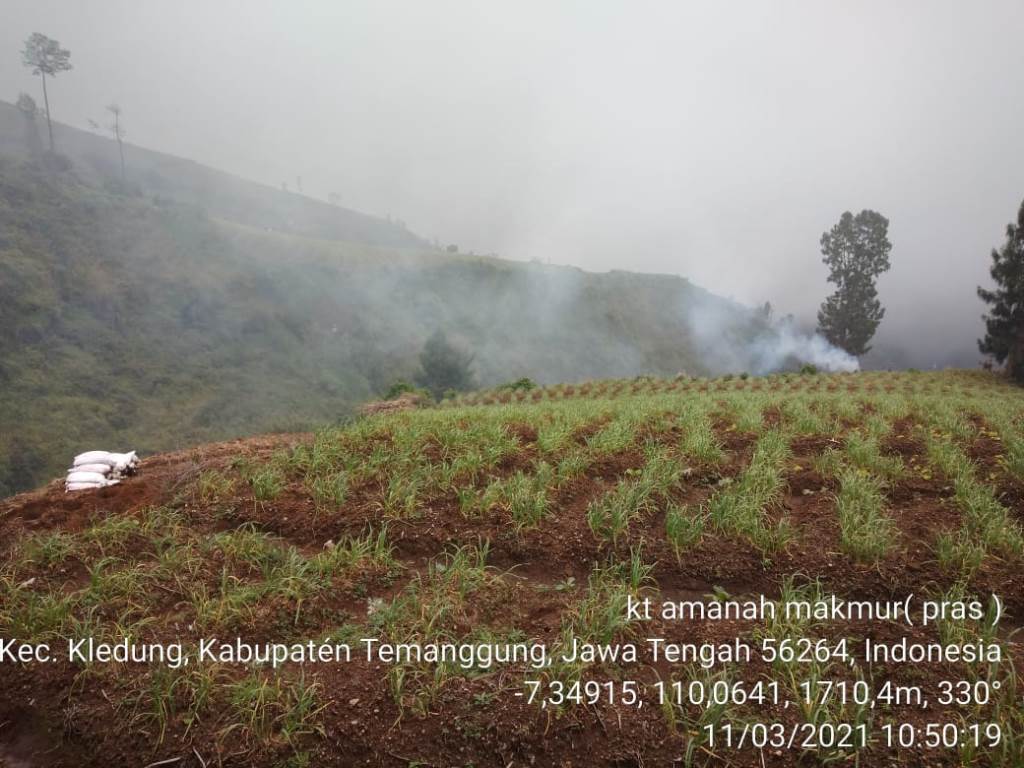 kt amanah makmur( pras )
Kec. Kledung, Kabupatén Temanggung, Jawa Tengah 56264, Indonesia
-7,34915, 110,0641, 1710,4m, 330°
11/03/2021 10:50:19